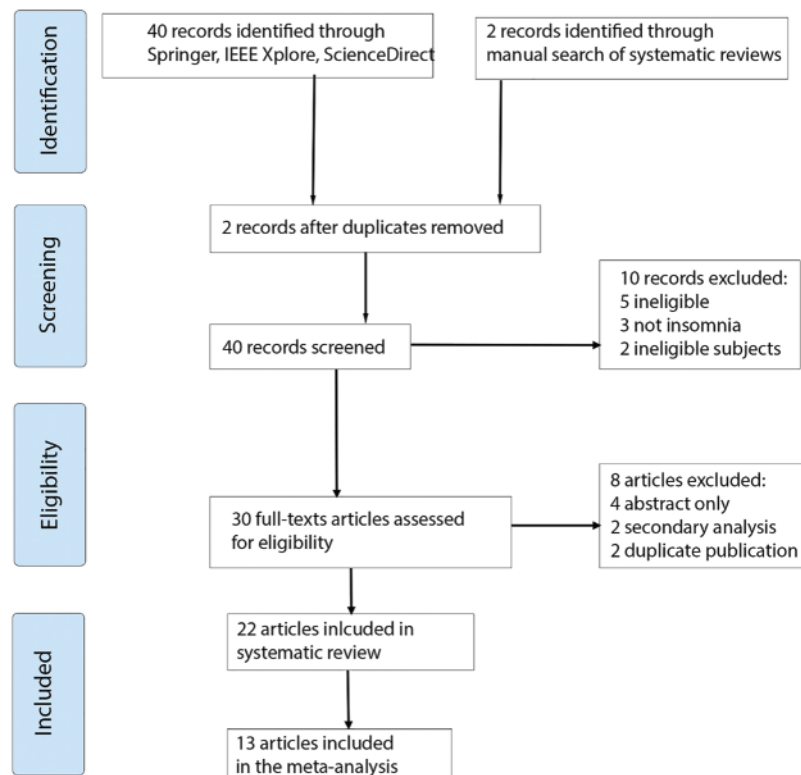 Identification
40 records identified through
Springer, IEEE Xplore, ScienceDirect
2 records identified through
manual search of systematic reviews
Screening
2 records after duplicates removed
40 records screened
10 records excluded:
5 ineligible
3 not insomnia
2 ineligible subjects
Eligibility
30 full-texts articles assessed
for eligibility
8 articles excluded:
4 abstract only
2 secondary analysis
2 duplicate publication
Included
22 articles inlcuded in
systematic review
13 articles included
in the meta-analysis